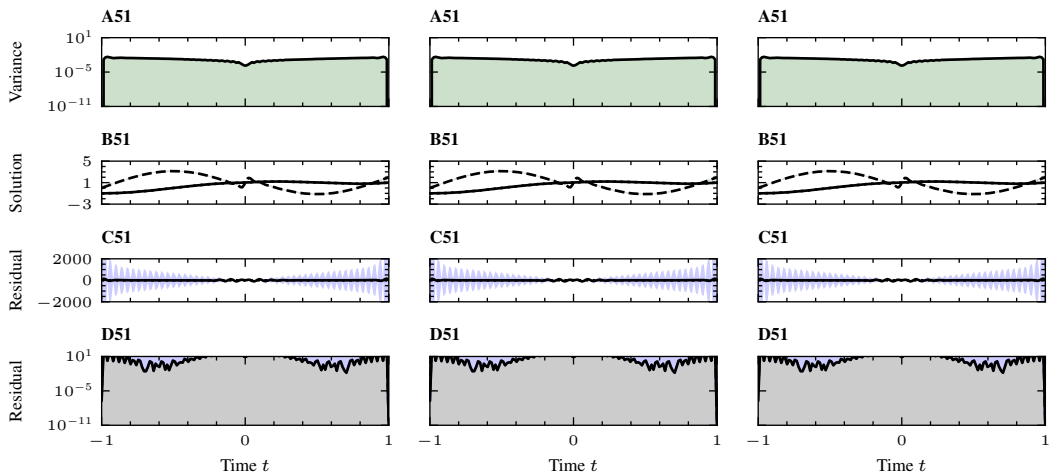 A51 A51 A51
Variance
10^1
10^−5
10^−11
B51 B51 B51
Solution
5
1
−3
C51 C51 C51
Residual
2000
0
−2000
D51 D51 D51
Residual
10^1
10^−5
10^−11
−1 0 1 0 1 0 1
Time t Time t Time t